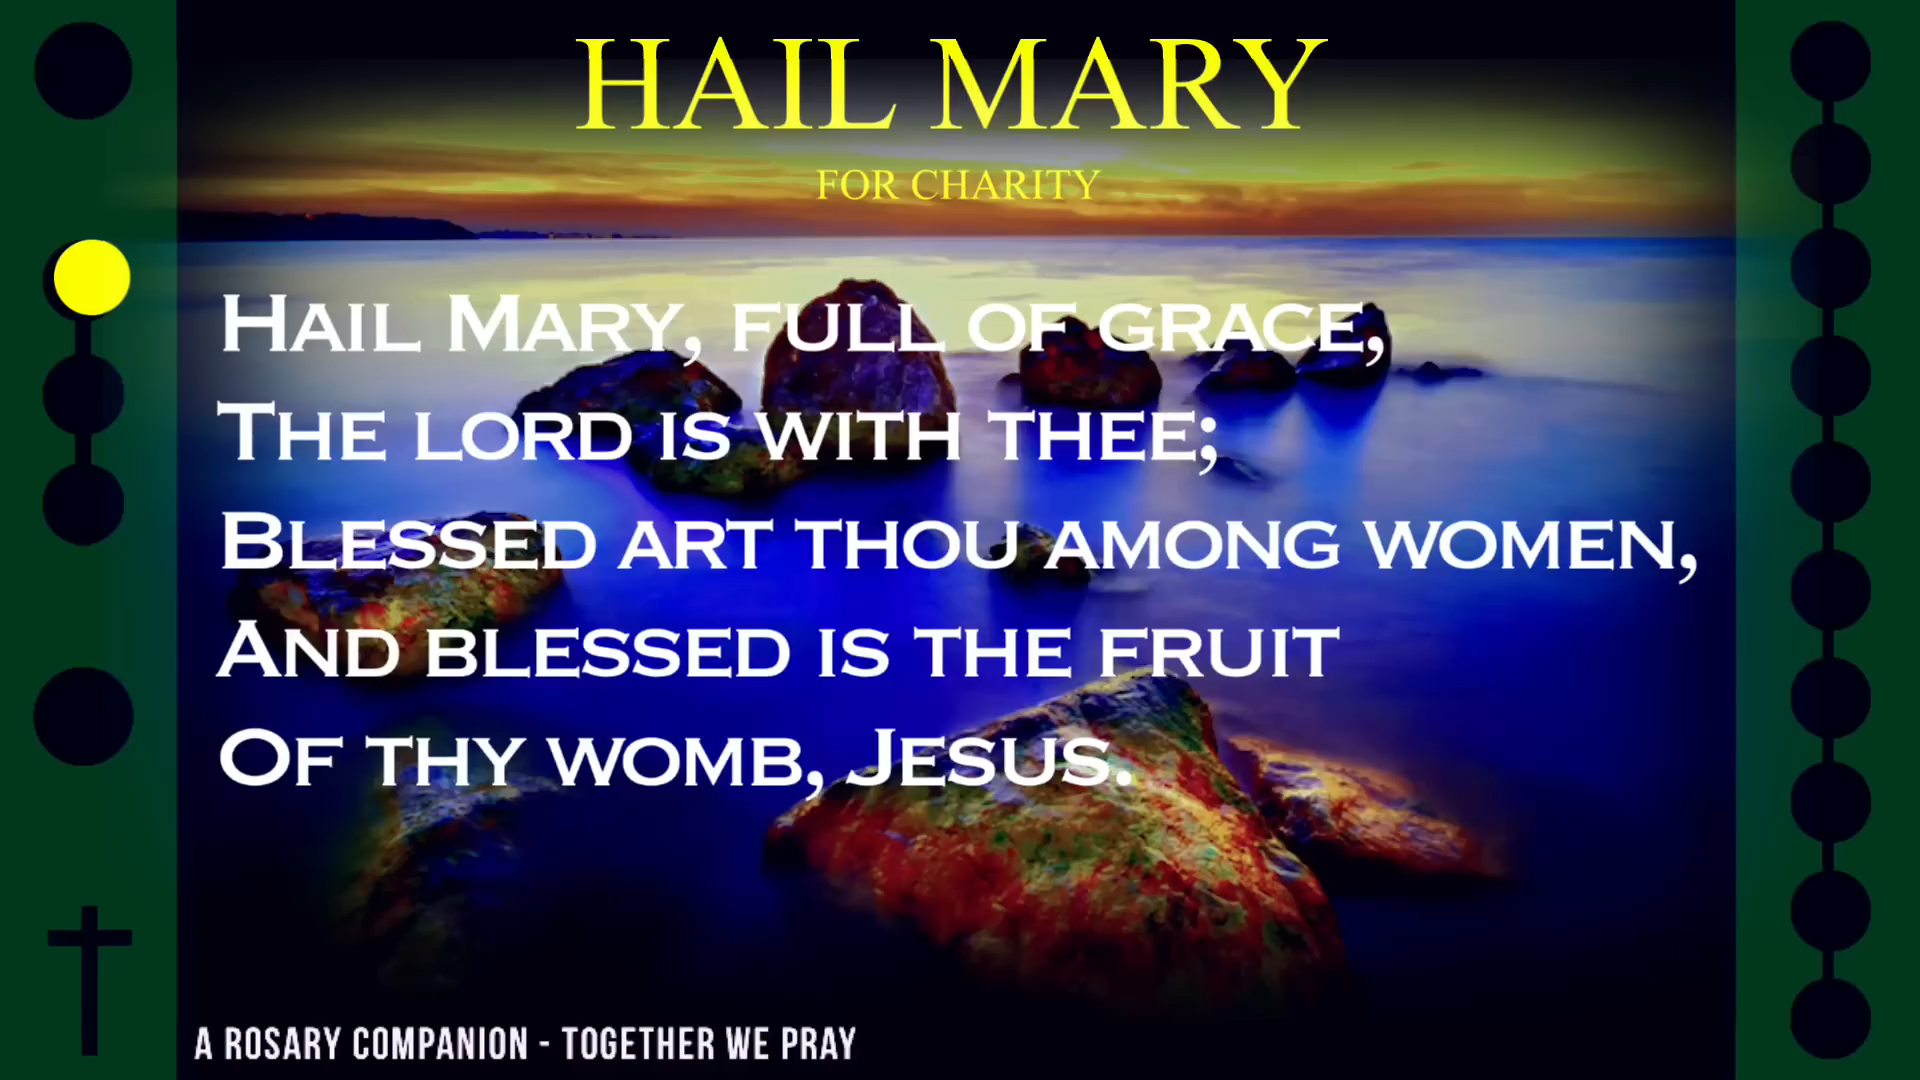 HAIL MARY
FOR CHARITY
HAIL MARY, FULL OF GRACE,
THE LORD IS WITH THEE;
BLESSED ART THOU AMONG WOMEN,
AND BLESSED IS THE FRUIT
OF THY WOMB, JESUS.
A ROSARY COMPANION - TOGETHER WE PRAY